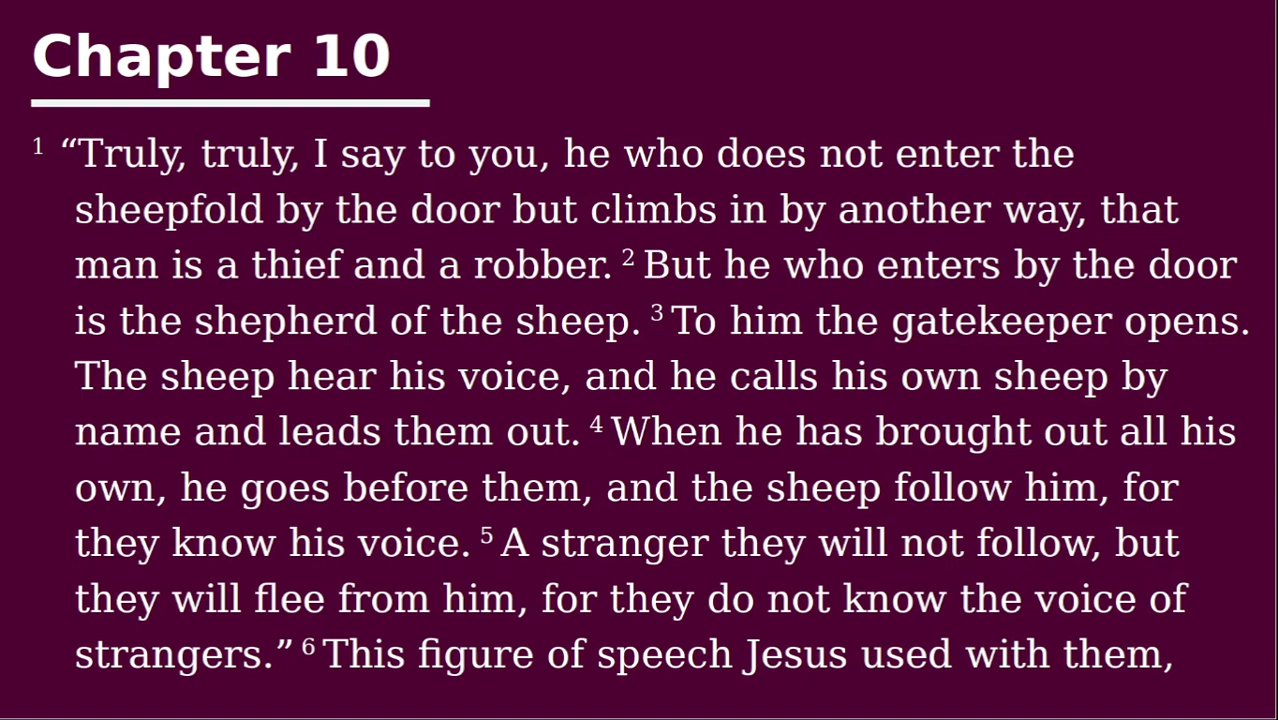 Chapter 10
1 “Truly, truly, I say to you, he who does not enter the
sheepfold by the door but climbs in by another way, that
man is a thief and a robber. 2 But he who enters by the door
is the shepherd of the sheep. 3 To him the gatekeeper opens.
The sheep hear his voice, and he calls his own sheep by
name and leads them out. 4 When he has brought out all his
own, he goes before them, and the sheep follow him, for
they know his voice. 5 A stranger they will not follow, but
they will flee from him, for they do not know the voice of
strangers.” 6 This figure of speech Jesus used with them,